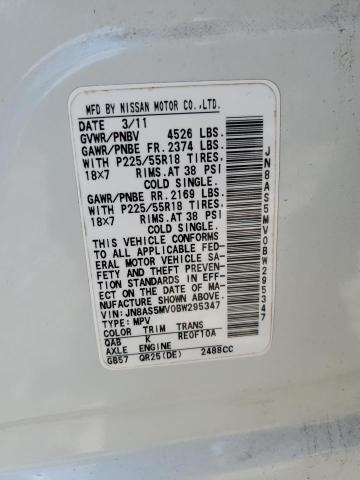 MFD BY NISSAN MOTOR CO.,LTD.
DATE 3/11
GVWR/PNBV 4526 LBS.
GAWR/PNBE FR. 2374 LBS.
WITH P225/55R18 TIRES,
18X7 RIMS.AT 38 PSI
COLD SINGLE.
GAWR/PNBE RR. 2169 LBS.
WITH P225/55R18 TIRES,
18X7 RIMS.AT 38 PSI
COLD SINGLE.
THIS VEHICLE CONFORMS
TO ALL APPLICABLE FED-
ERAL MOTOR VEHICLE SA-
FETY AND THEFT PREVEN-
TION STANDARDS IN EFF-
ECT ON THE DATE OF MA-
NUFACTURE SHOWN ABOVE.
VIN: JN8AS5MV0BW295347
TYPE: MPV
COLOR TRIM TRANS
QAB K RE0F10A
AXLE ENGINE
GB57 QR25(DE) 2488CC
JN8AS5MV0BW295347